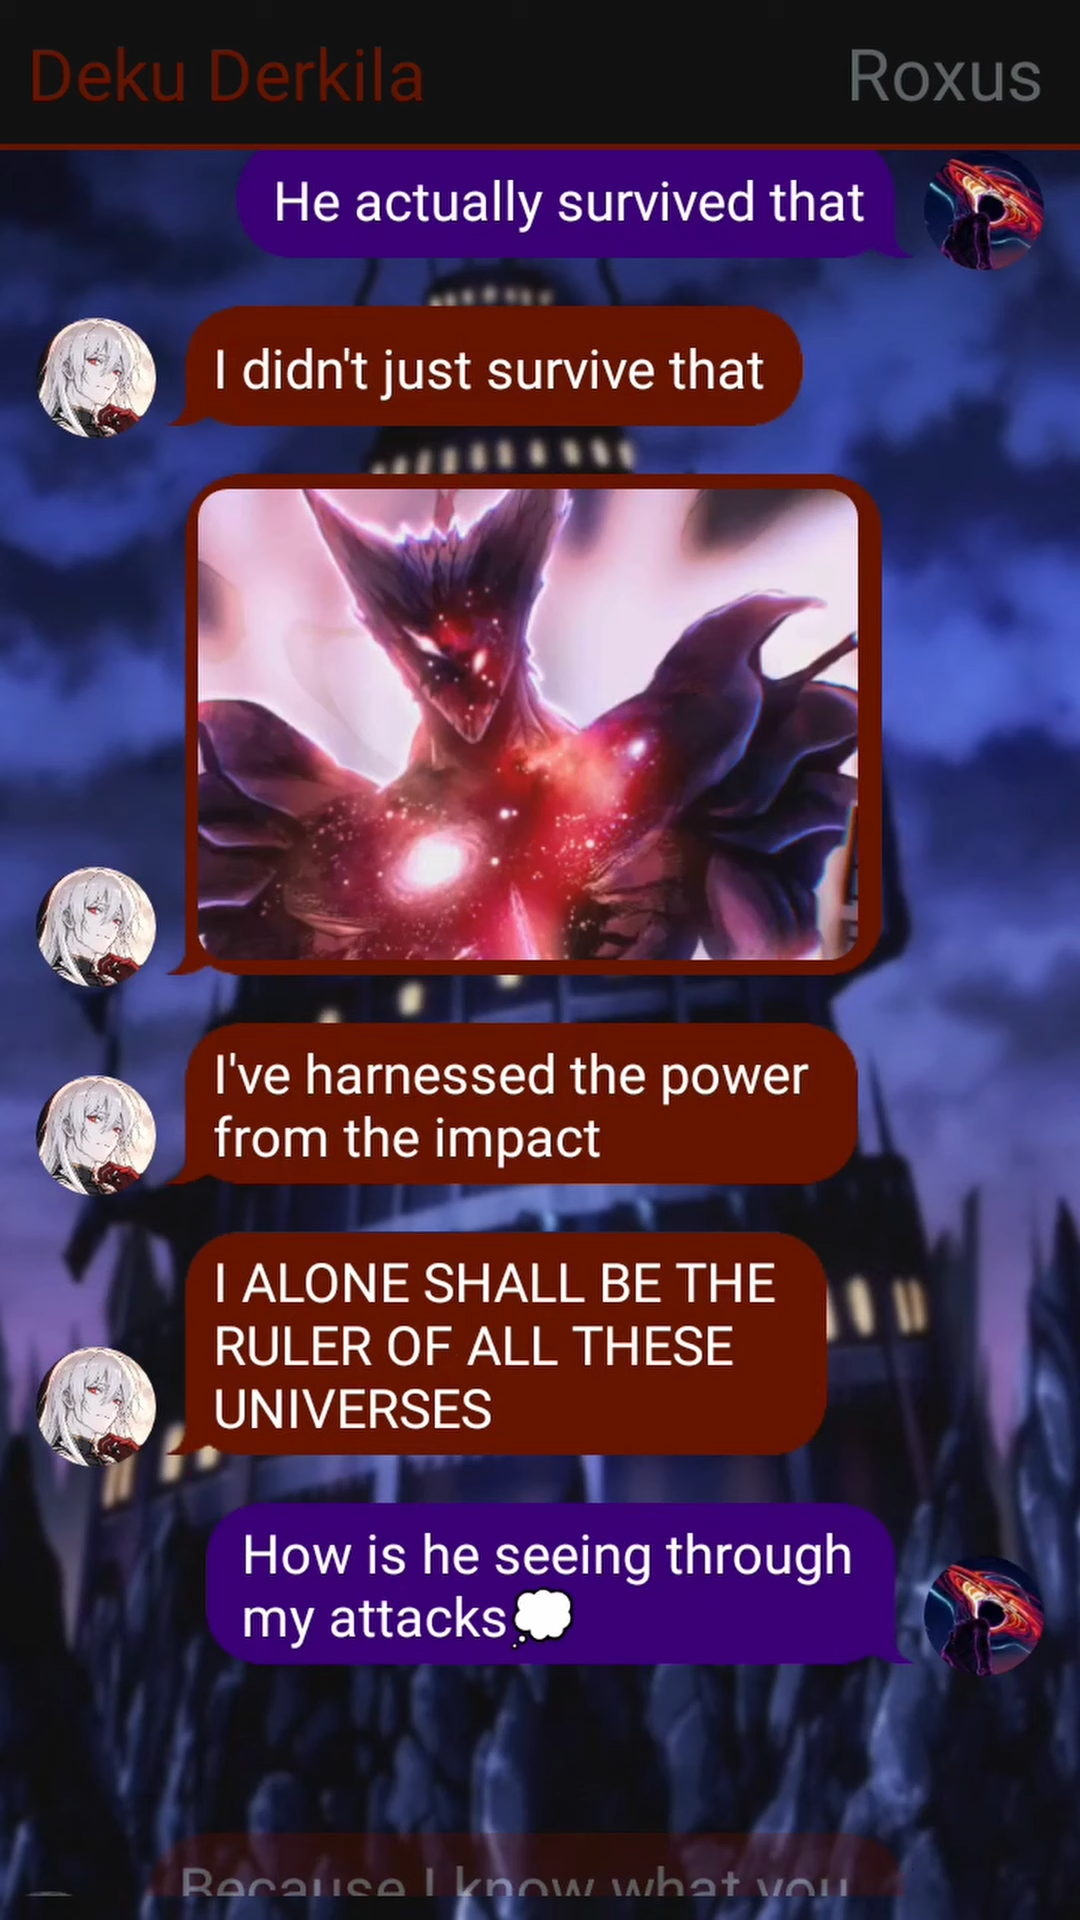 Deku Derkila
Roxus
He actually survived that
I didn't just survive that
I've harnessed the power
from the impact
I ALONE SHALL BE THE
RULER OF ALL THESE
UNIVERSES
How is he seeing through
my attacks💭
Because I know what you